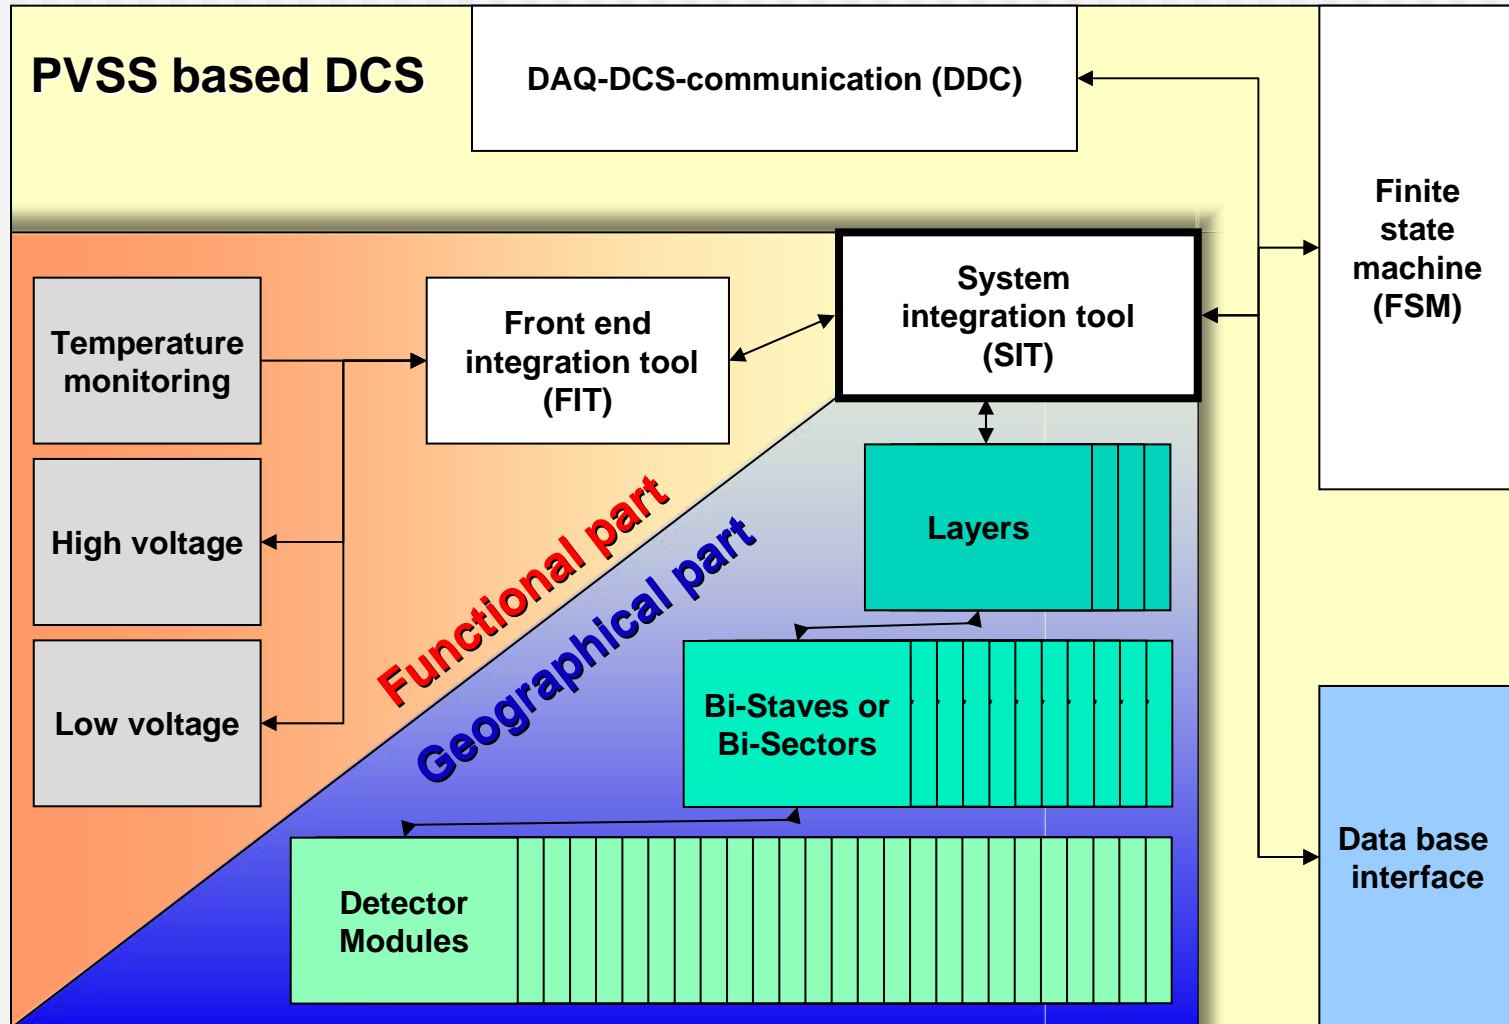 PVSS based DCS
DAQ-DCS-communication (DDC)
Finite
state
machine
(FSM)
System
integration tool
(SIT)
Front end
integration tool
(FIT)
Temperature
monitoring
High voltage
Low voltage
Functional part
Geographical part
Layers
Bi-Staves or
Bi-Sectors
Detector
Modules
Data base
interface